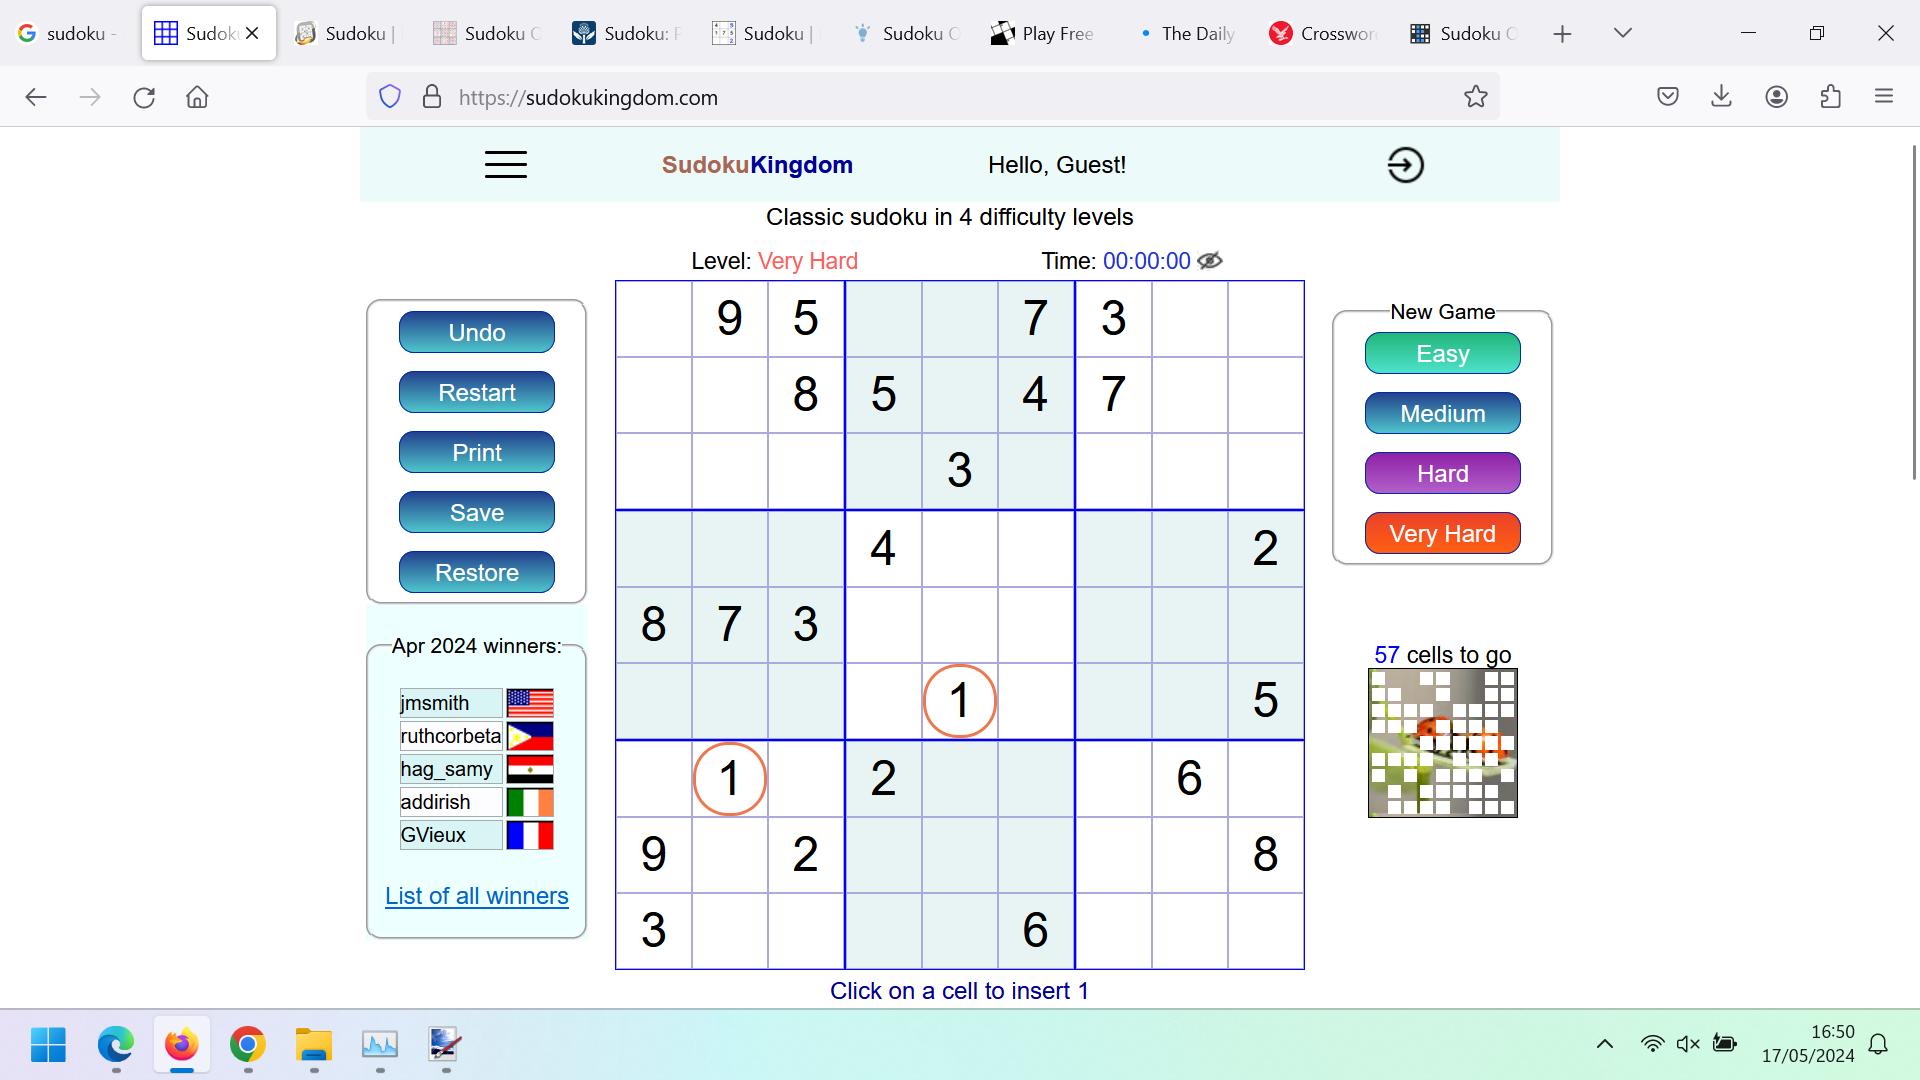 sudoku -
Sudok
Sudoku |
Sudoku C
Sudoku: F
Sudoku |
Sudoku O
Play Free
The Daily
Crosswor
Sudoku O
https://sudokukingdom.com
SudokuKingdom
Hello, Guest!
Classic sudoku in 4 difficulty levels
Level: Very Hard
Time: 00:00:00
Undo
Restart
Print
Save
Restore
Apr 2024 winners:
jmsmith
ruthcorbeta
hag_samy
addirish
GVieux
List of all winners
9 5 7 3
8 5 4 7
3
4 2
8 7 3
1 5
1 2 6
9 2 8
3 6
Click on a cell to insert 1
New Game
Easy
Medium
Hard
Very Hard
57 cells to go
16:50
17/05/2024